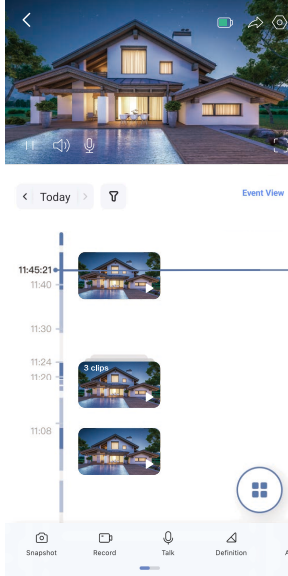 Today
Event View
11:45:21
11:40
11:30
11:24
3 clips
11:20
11:08
Snapshot
Record
Talk
Definition
A